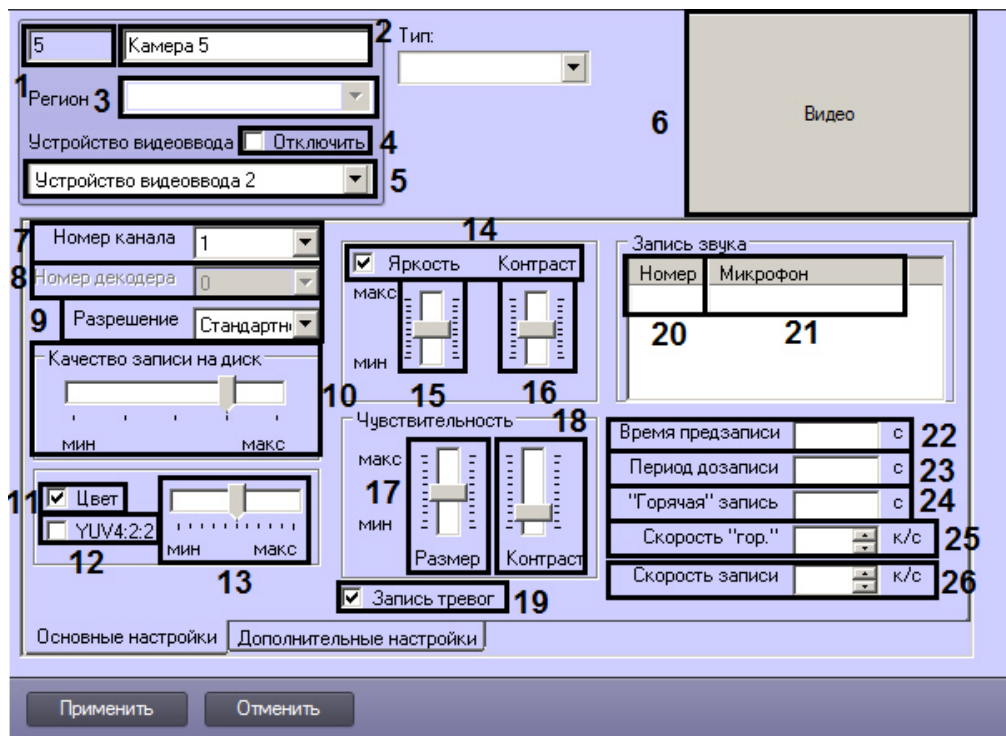 5
Камера 5
2
Тип:
1
Регион
3
Устройство видеоввода
Отключить
4
Устройство видеоввода 2
5
6
Видео
7
Номер канала
1
8
Номер декодера
0
9
Разрешение
Стандартн
Качество записи на диск
10
мин
макс
11
Цвет
YUV4:2:2
12
мин
макс
13
14
Яркость
Контраст
макс
мин
15
16
Чувствительность
18
макс
17
мин
Размер
Контраст
Запись тревог
19
Запись звука
Номер
Микрофон
20
21
Время предзаписи
с
22
Период дозаписи
с
23
"Горячая" запись
с
24
Скорость "гор."
к/с
25
Скорость записи
к/с
26
Основные настройки
Дополнительные настройки
Применить
Отменить